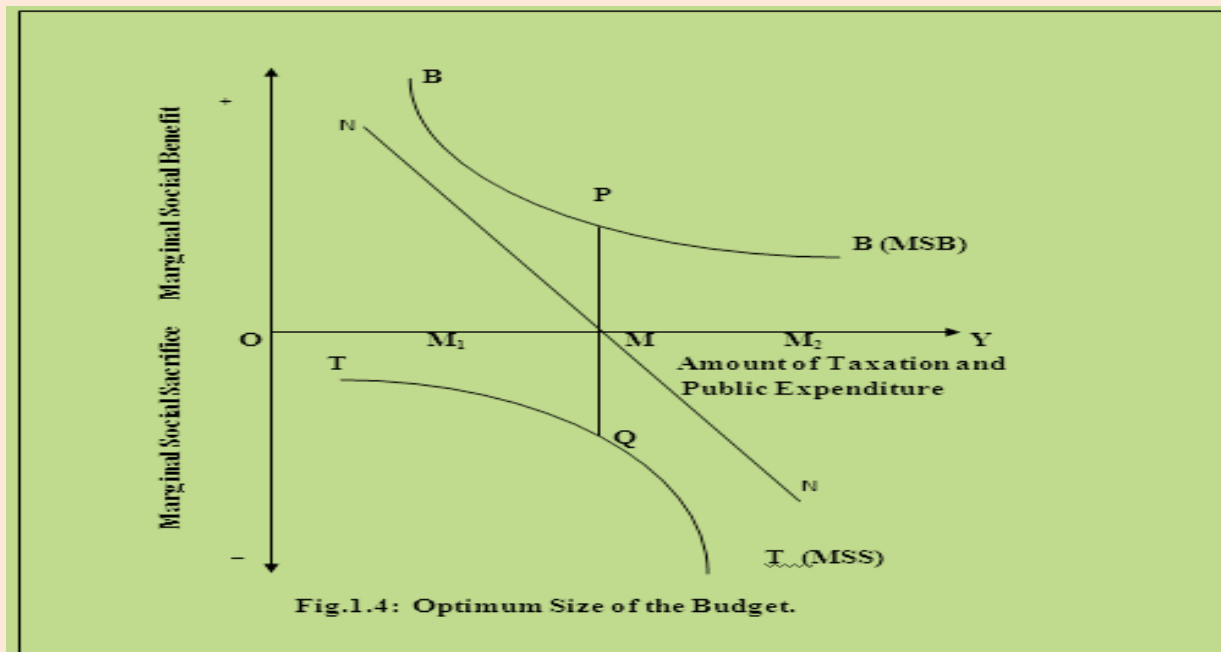 B
+
N
Marginal Social Benefit
P
B (MSB)
O
M₁
M
M₂
Y
Marginal Social Sacrifice
T
Amount of Taxation and
Public Expenditure
Q
N
–
T (MSS)
Fig.1.4: Optimum Size of the Budget.